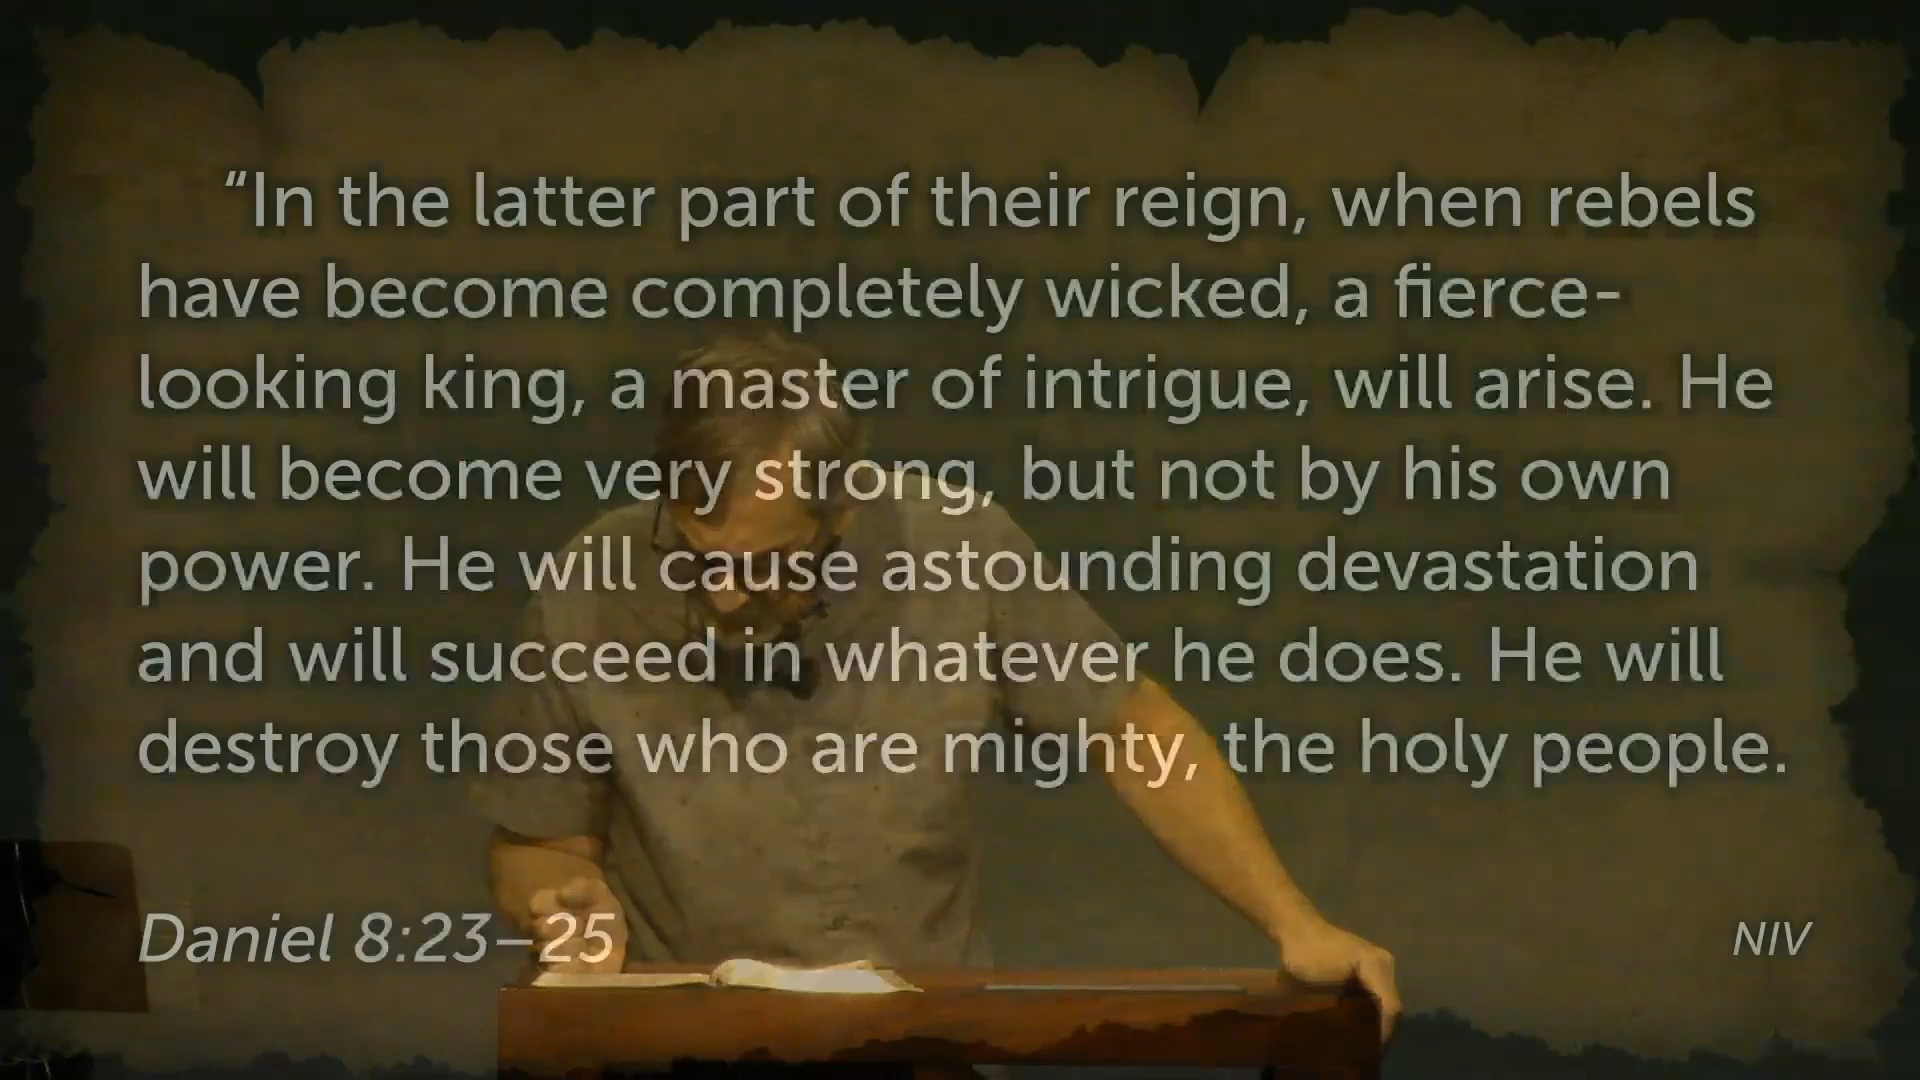 “In the latter part of their reign, when rebels
have become completely wicked, a fierce-
looking king, a master of intrigue, will arise. He
will become very strong, but not by his own
power. He will cause astounding devastation
and will succeed in whatever he does. He will
destroy those who are mighty, the holy people.
Daniel 8:23–25
NIV